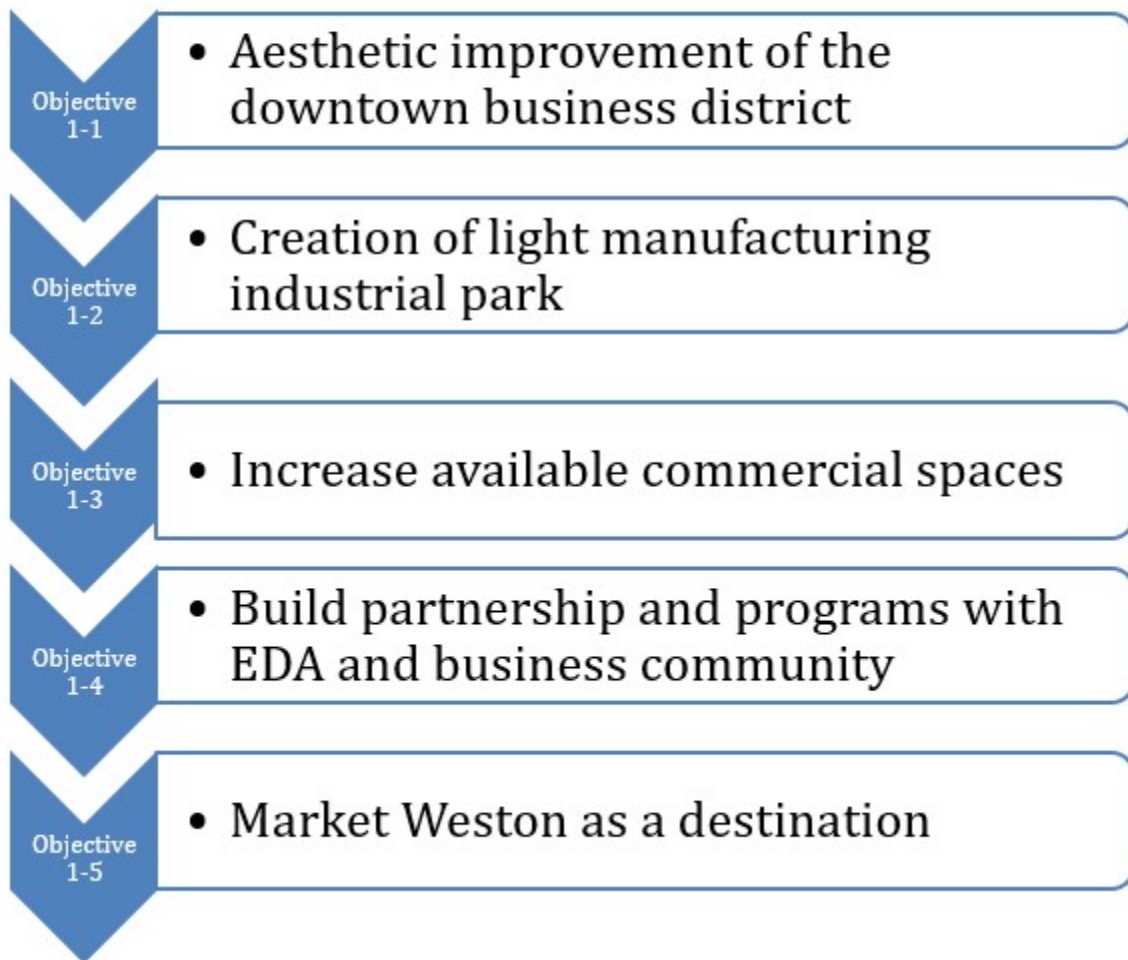 Objective
1-1
• Aesthetic improvement of the
downtown business district
Objective
1-2
• Creation of light manufacturing
industrial park
Objective
1-3
• Increase available commercial spaces
Objective
1-4
• Build partnership and programs with
EDA and business community
Objective
1-5
• Market Weston as a destination